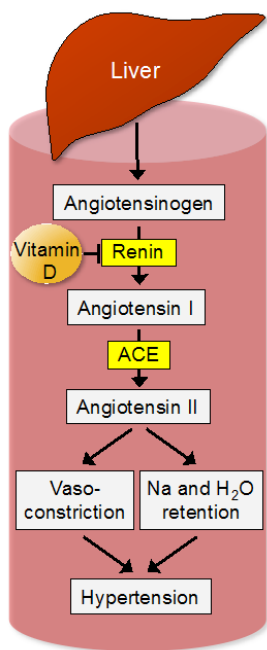 Liver
Angiotensinogen
Vitamin
D
Renin
Angiotensin I
ACE
Angiotensin II
Vaso-
constriction
Na and H₂O
retention
Hypertension